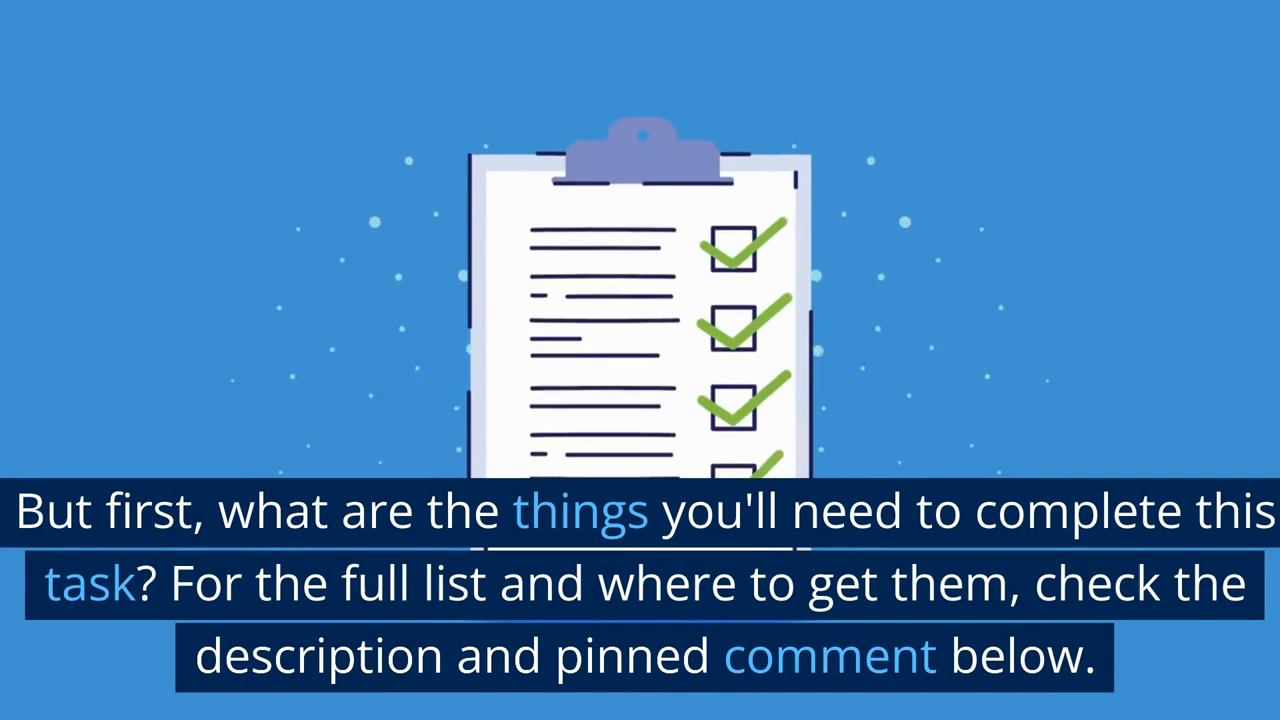 But first, what are the things you'll need to complete this
task? For the full list and where to get them, check the
description and pinned comment below.